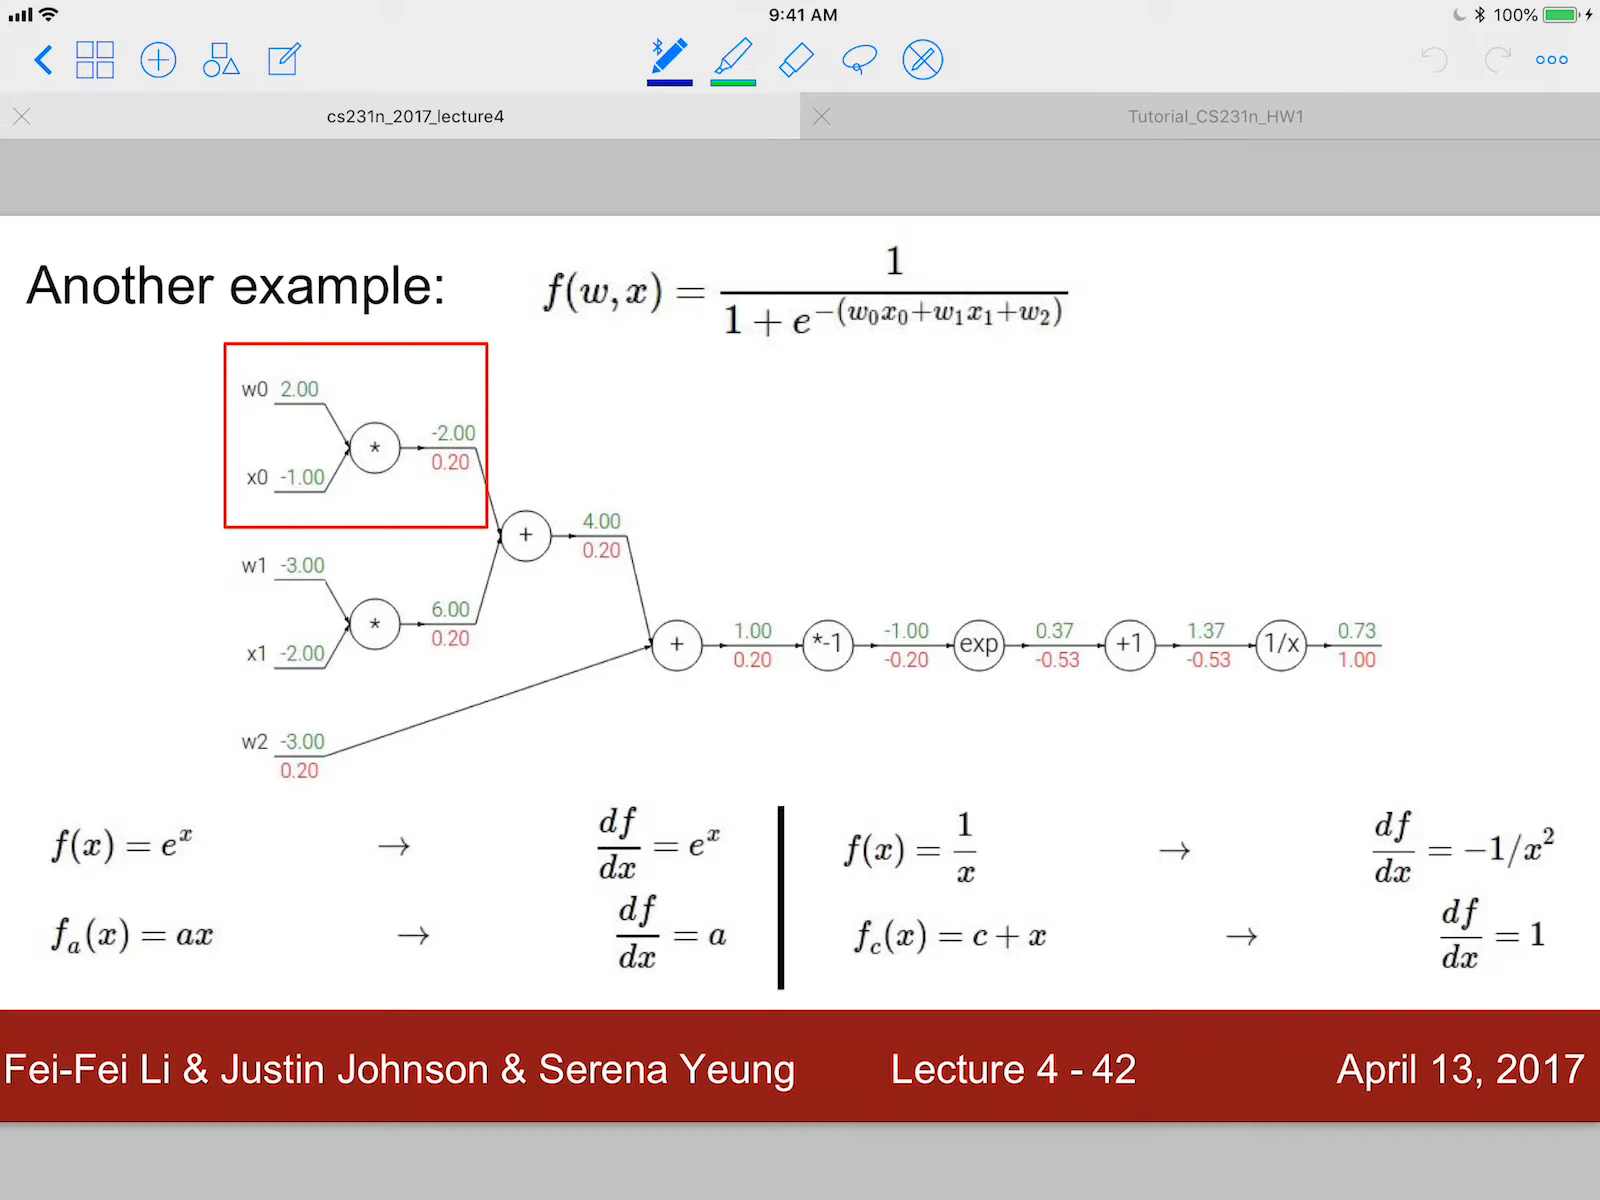 9:41 AM
100%
cs231n_2017_lecture4
Tutorial_CS231n_HW1
Another example:
f(w, x) = 1 / (1 + e^{-(w_0x_0+w_1x_1+w_2)})
w0 2.00
-2.00
0.20
x0 -1.00
*
4.00
0.20
+
w1 -3.00
6.00
0.20
x1 -2.00
*
+ 1.00 *-1 -1.00 exp 0.37 +1 1.37 1/x 0.73
0.20 -0.20 -0.53 -0.53 1.00
w2 -3.00
0.20
f(x) = e^x → df/dx = e^x
f_a(x) = ax → df/dx = a
f(x) = 1/x → df/dx = -1/x^2
f_c(x) = c + x → df/dx = 1
Fei-Fei Li & Justin Johnson & Serena Yeung Lecture 4 - 42 April 13, 2017